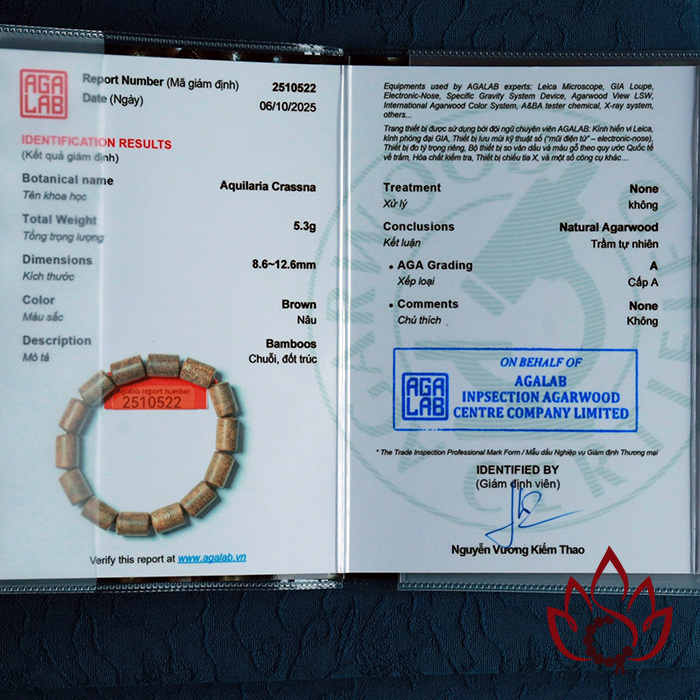 AGA
LAB
Report Number (Mã giám định) 2510522
Date (Ngày) 06/10/2025
IDENTIFICATION RESULTS
(Kết quả giám định)
Botanical name Aquilaria Crassna
Tên khoa học
Total Weight 5.3g
Tổng trọng lượng
Dimensions 8.6~12.6mm
Kích thước
Color Brown
Màu sắc Nâu
Description Bamboos
Mô tả Chuỗi, đốt trúc
Agalab report number
2510522
Verify this report at www.agalab.vn
Equipments used by AGALAB experts: Leica Microscope, GIA Loupe,
Electronic-Nose, Specific Gravity System Device, Agarwood View LSW,
International Agarwood Color System, A&BA tester chemical, X-ray system,
others...
Trang thiết bị được sử dụng bởi đội ngũ chuyên viên AGALAB: Kính hiển vi Leica,
kính phóng đại GIA, Thiết bị lưu mùi kỹ thuật số ("mũi điện tử" – electronic-nose),
Thiết bị đo tỷ trọng riêng, Bộ thiết bị so vân dầu và màu gỗ theo quy ước Quốc tế
về trầm, Hóa chất kiểm tra, Thiết bị chiếu tia X, và một số công cụ khác…
Treatment None
Xử lý không
Conclusions Natural Agarwood
Kết luận Trầm tự nhiên
• AGA Grading A
Xếp loại Cấp A
• Comments None
Chú thích Không
ON BEHALF OF
AGA
LAB
AGALAB
INPSECTION AGARWOOD
CENTRE COMPANY LIMITED
* The Trade Inspection Professional Mark Form / Mẫu dấu Nghiệp vụ Giám định Thương mại
IDENTIFIED BY
(Giám định viên)
Nguyễn Vương Kiếm Thao